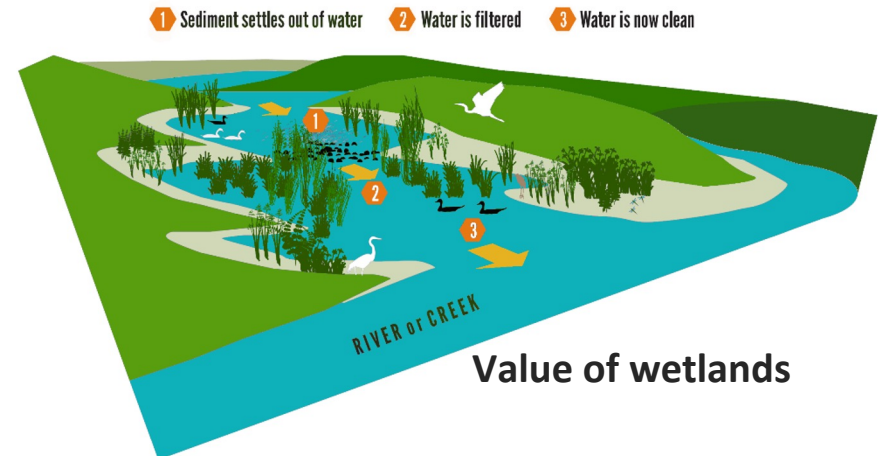 1 Sediment settles out of water 2 Water is filtered 3 Water is now clean
1
2
3
RIVER or CREEK
Value of wetlands